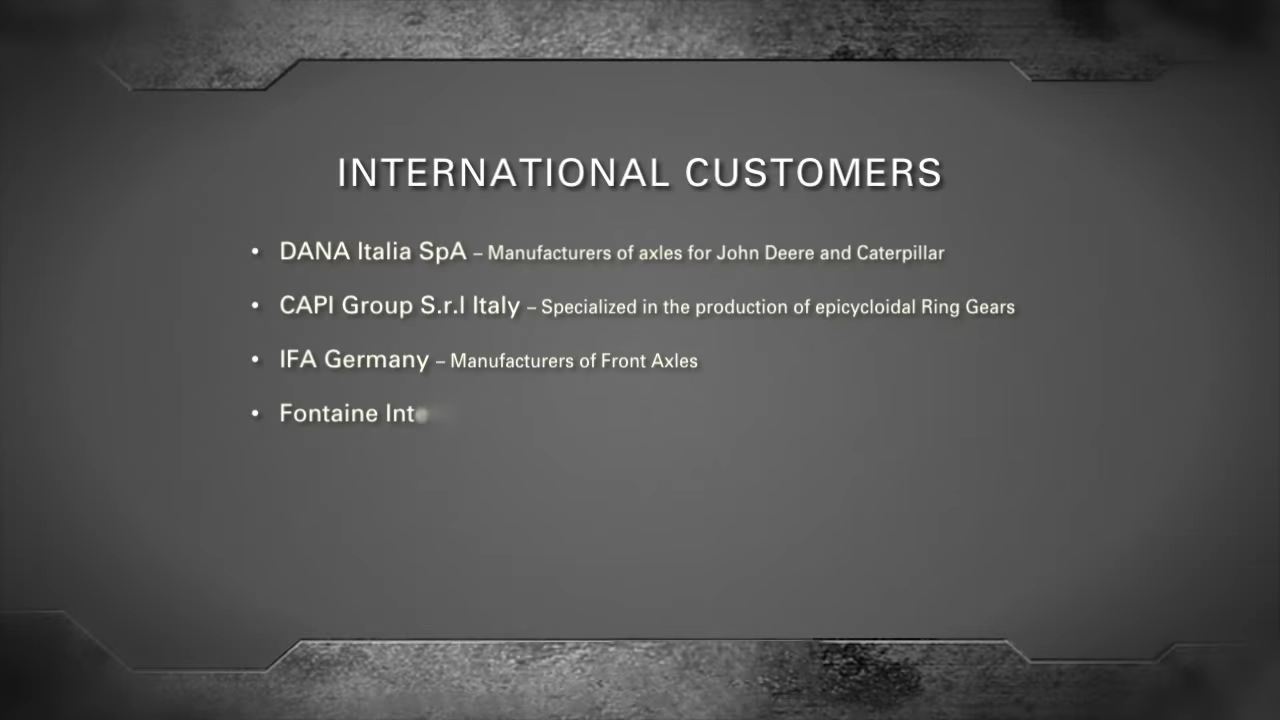 INTERNATIONAL CUSTOMERS
• DANA Italia SpA – Manufacturers of axles for John Deere and Caterpillar
• CAPI Group S.r.l Italy – Specialized in the production of epicycloidal Ring Gears
• IFA Germany – Manufacturers of Front Axles
• Fontaine Inte